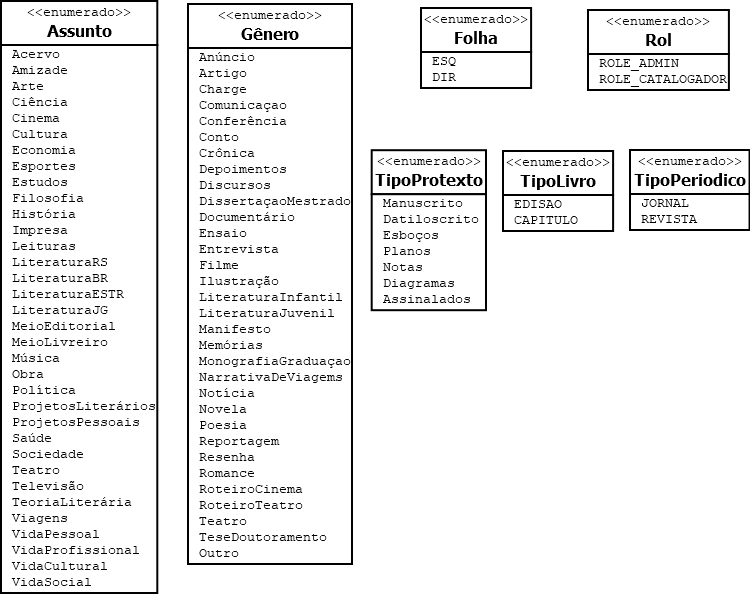 <<enumerado>>
Assunto
Acervo
Amizade
Arte
Ciência
Cinema
Cultura
Economia
Esportes
Estudos
Filosofia
História
Impresa
Leituras
LiteraturaRS
LiteraturaBR
LiteraturaESTR
LiteraturaJG
MeioEditorial
MeioLivreiro
Música
Obra
Política
ProjetosLiterários
ProjetosPessoais
Saúde
Sociedade
Teatro
Televisão
TeoriaLiterária
Viagens
VidaPessoal
VidaProfissional
VidaCultural
VidaSocial
<<enumerado>>
Gênero
Anúncio
Artigo
Charge
Comunicaçao
Conferência
Conto
Crônica
Depoimentos
Discursos
DissertaçaoMestrado
Documentário
Ensaio
Entrevista
Filme
Ilustração
LiteraturaInfantil
LiteraturaJuvenil
Manifesto
Memórias
MonografiaGraduaçao
NarrativaDeViagems
Notícia
Novela
Poesia
Reportagem
Resenha
Romance
RoteiroCinema
RoteiroTeatro
Teatro
TeseDoutoramento
Outro
<<enumerado>>
Folha
ESQ
DIR
<<enumerado>>
Rol
ROLE_ADMIN
ROLE_CATALOGADOR
<<enumerado>>
TipoProtexto
Manuscrito
Datiloscrito
Esboços
Planos
Notas
Diagramas
Assinalados
<<enumerado>>
TipoLivro
EDISAO
CAPITULO
<<enumerado>>
TipoPeriodico
JORNAL
REVISTA